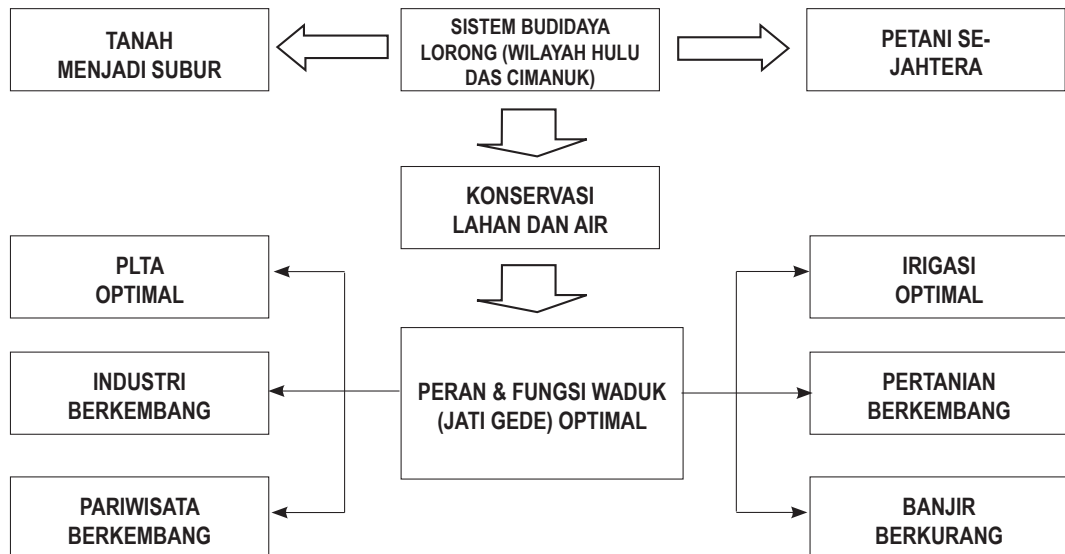 TANAH
MENJADI SUBUR
SISTEM BUDIDAYA
LORONG (WILAYAH HULU
DAS CIMANUK)
PETANI SE-
JAHTERA
KONSERVASI
LAHAN DAN AIR
PLTA
OPTIMAL
IRIGASI
OPTIMAL
INDUSTRI
BERKEMBANG
PERAN & FUNGSI WADUK
(JATI GEDE) OPTIMAL
PERTANIAN
BERKEMBANG
PARIWISATA
BERKEMBANG
BANJIR
BERKURANG